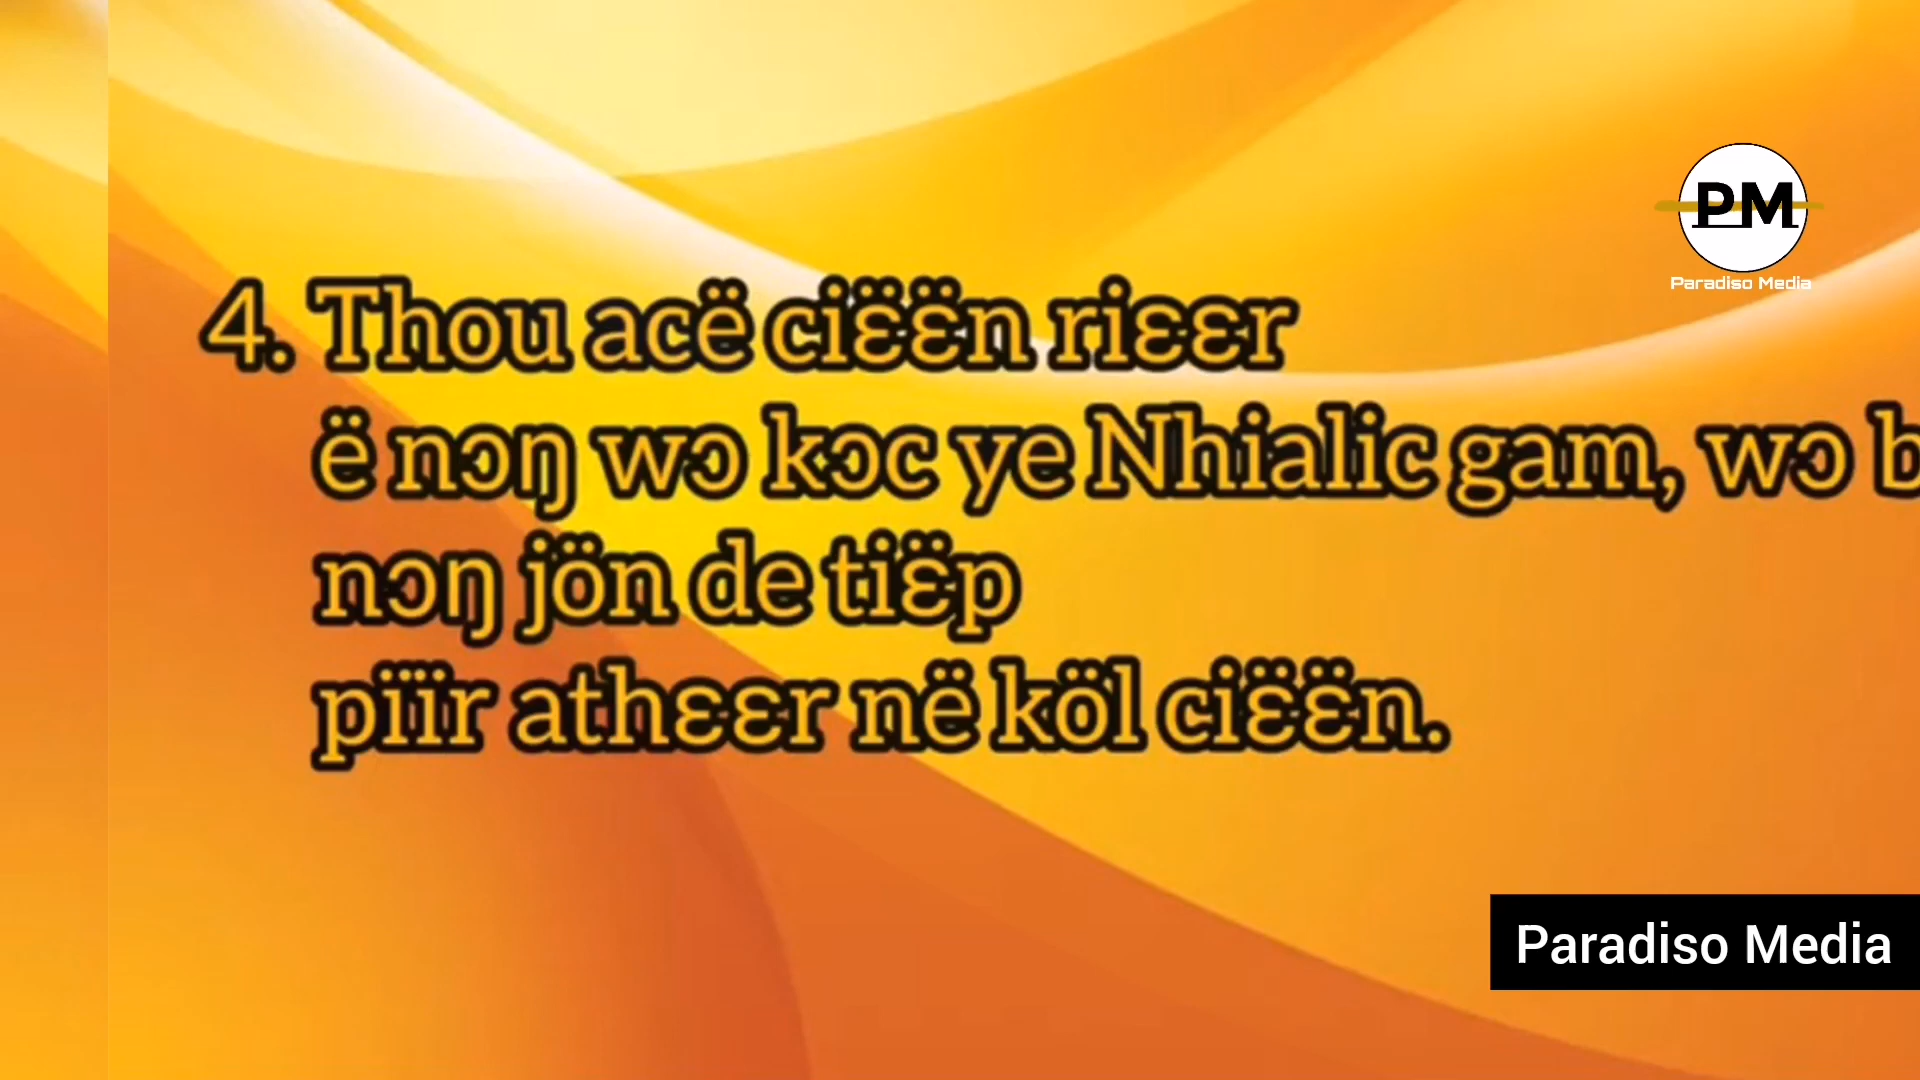 PM
Paradiso Media
4. Thou acë ciɛ̈ɛ̈n riɛɛr
ë nɔŋ wɔ kɔc ye Nhialic gam, wɔ b
nɔŋ jön de tiɛ̈p
pïïr athɛɛr në köl ciɛ̈ɛ̈n.
Paradiso Media